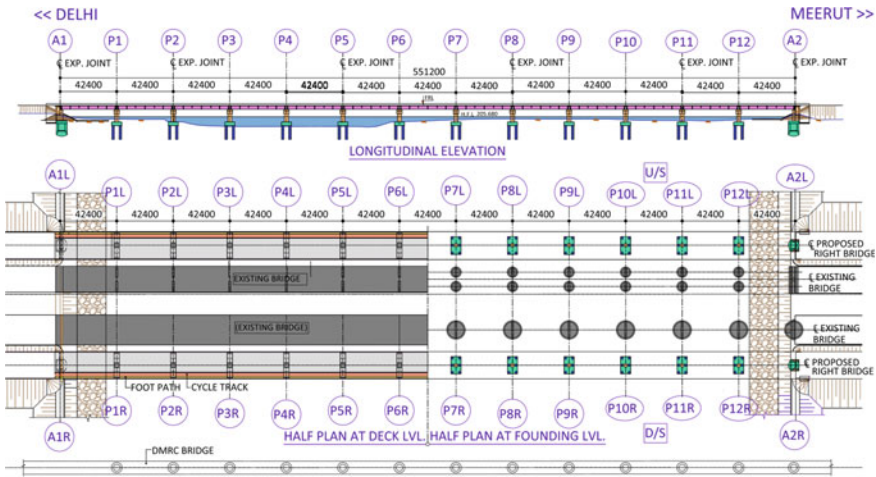 << DELHI MEERUT >>
A1 P1 P2 P3 P4 P5 P6 P7 P8 P9 P10 P11 P12 A2
℄ EXP. JOINT ℄ EXP. JOINT ℄ EXP. JOINT ℄ EXP. JOINT ℄ EXP. JOINT ℄ EXP. JOINT
551200
42400 42400 42400 42400 42400 42400 42400 42400 42400 42400 42400 42400 42400
H.F.L 205.680
LONGITUDINAL ELEVATION
U/S
A1L P1L P2L P3L P4L P5L P6L P7L P8L P9L P10L P11L P12L A2L
42400 42400 42400 42400 42400 42400 42400 42400 42400 42400 42400 42400 42400
℄ PROPOSED
RIGHT BRIDGE
EXISTING BRIDGE
℄ EXISTING
BRIDGE
(EXISTING BRIDGE)
℄ EXISTING
BRIDGE
℄ PROPOSED
RIGHT BRIDGE
FOOT PATH CYCLE TRACK
P1R P2R P3R P4R P5R P6R P7R P8R P9R P10R P11R P12R
A1R HALF PLAN AT DECK LVL. HALF PLAN AT FOUNDING LVL. D/S A2R
DMRC BRIDGE